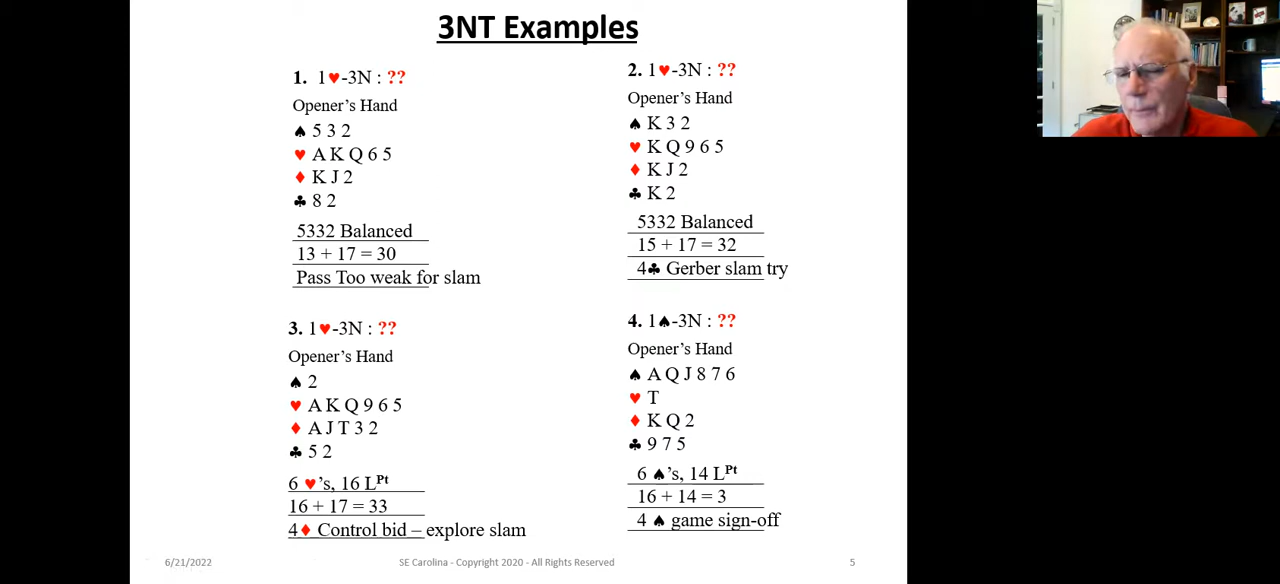 3NT Examples
1. 1♥-3N : ??
Opener's Hand
♠ 5 3 2
♥ A K Q 6 5
♦ K J 2
♣ 8 2
5332 Balanced
13 + 17 = 30
Pass Too weak for slam
2. 1♥-3N : ??
Opener's Hand
♠ K 3 2
♥ K Q 9 6 5
♦ K J 2
♣ K 2
5332 Balanced
15 + 17 = 32
4♣ Gerber slam try
3. 1♥-3N : ??
Opener's Hand
♠ 2
♥ A K Q 9 6 5
♦ A J T 3 2
♣ 5 2
6 ♥'s, 16 LPt
16 + 17 = 33
4♦ Control bid – explore slam
4. 1♠-3N : ??
Opener's Hand
♠ A Q J 8 7 6
♥ T
♦ K Q 2
♣ 9 7 5
6 ♠'s, 14 LPt
16 + 14 = 3
4 ♠ game sign-off
6/21/2022
SE Carolina - Copyright 2020 - All Rights Reserved
5